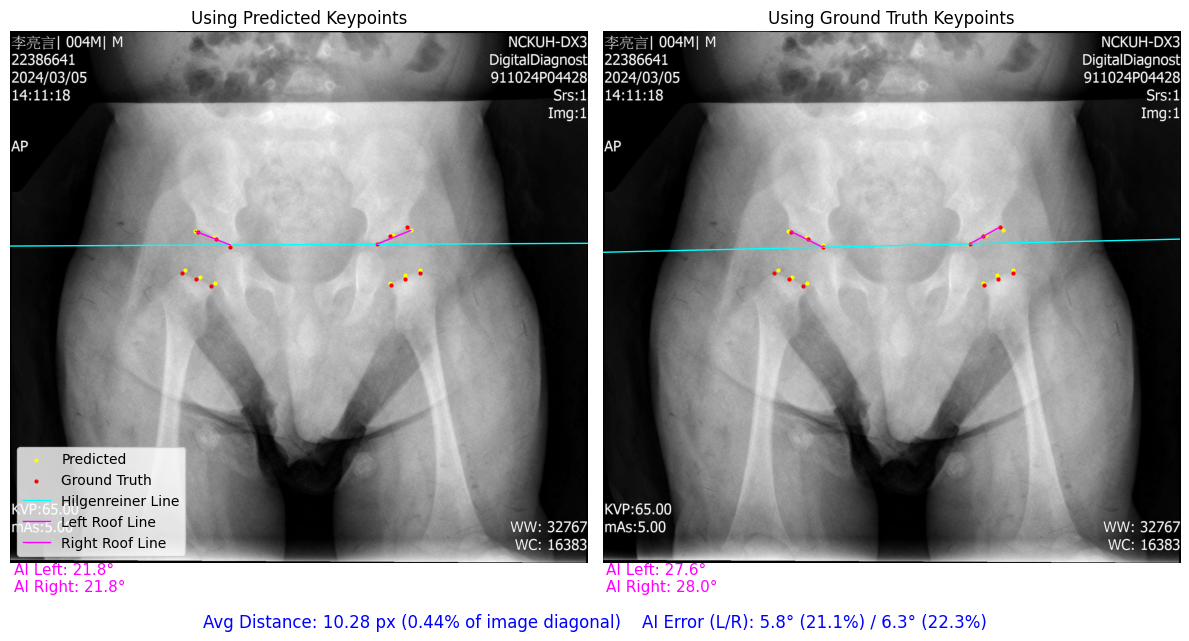 Using Predicted Keypoints
李亮言| 004M| M
22386641
2024/03/05
14:11:18
AP
NCKUH-DX3
DigitalDiagnost
911024P04428
Srs:1
Img:1
Predicted
Ground Truth
Hilgenreiner Line
Left Roof Line
Right Roof Line
KVP:65.00
mAs:5.00
WW: 32767
WC: 16383
AI Left: 21.8°
AI Right: 21.8°
Using Ground Truth Keypoints
李亮言| 004M| M
22386641
2024/03/05
14:11:18
AP
NCKUH-DX3
DigitalDiagnost
911024P04428
Srs:1
Img:1
KVP:65.00
mAs:5.00
WW: 32767
WC: 16383
AI Left: 27.6°
AI Right: 28.0°
Avg Distance: 10.28 px (0.44% of image diagonal) AI Error (L/R): 5.8° (21.1%) / 6.3° (22.3%)